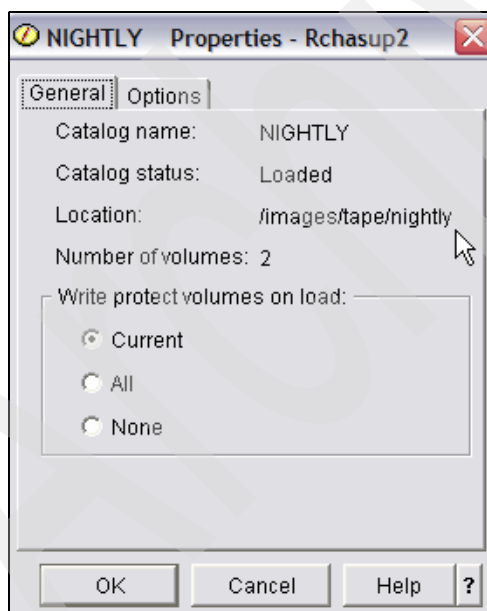 NIGHTLY Properties - Rchasup2
General Options
Catalog name: NIGHTLY
Catalog status: Loaded
Location: /images/tape/nightly
Number of volumes: 2
Write protect volumes on load:
Current
All
None
OK Cancel Help ?